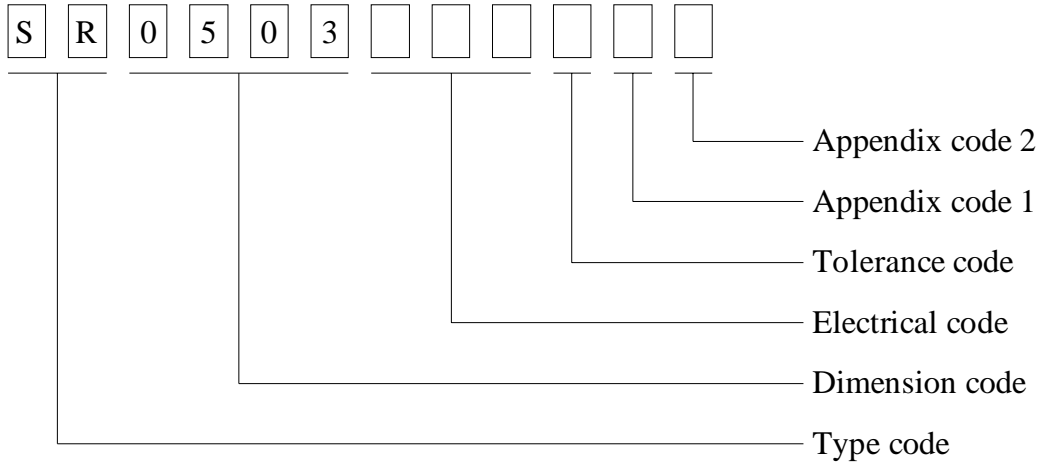 S R 0 5 0 3
Appendix code 2
Appendix code 1
Tolerance code
Electrical code
Dimension code
Type code